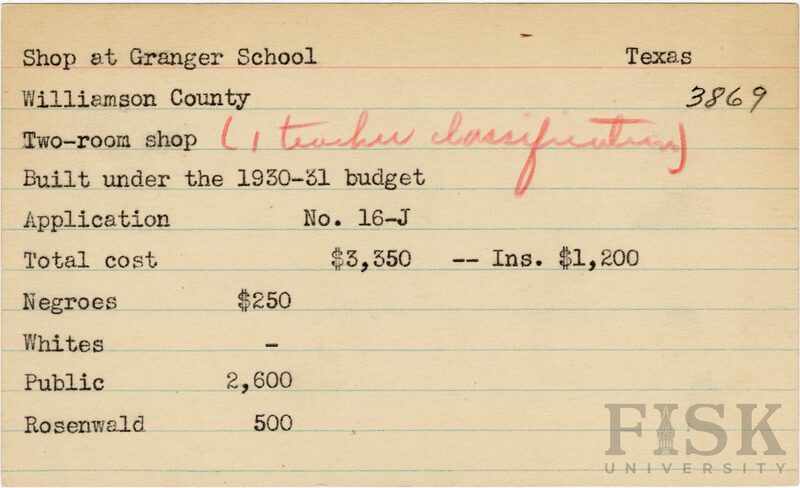 Shop at Granger School Texas
Williamson County 3869
Two-room shop (1 teacher classification)
Built under the 1930-31 budget
Application No. 16-J
Total cost $3,350 -- Ins. $1,200
Negroes $250
Whites -
Public 2,600
Rosenwald 500
FISK
UNIVERSITY